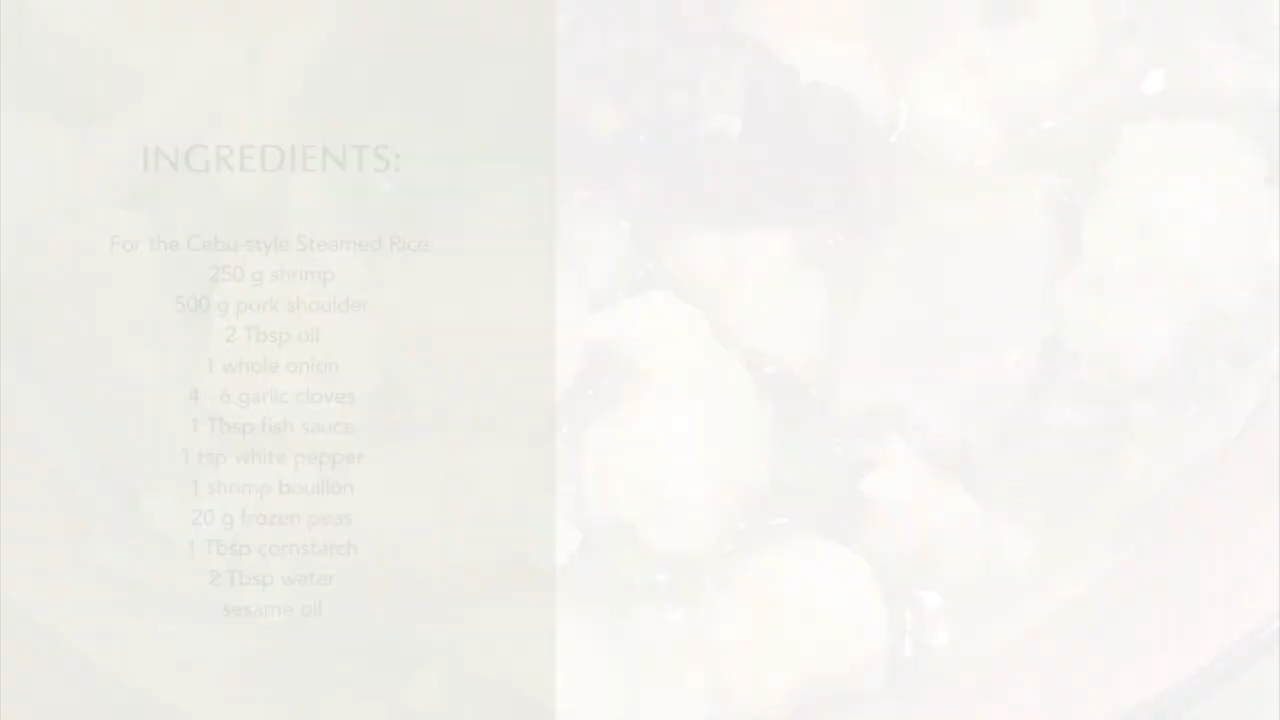 INGREDIENTS:
For the Cebu-style Steamed Rice:
250 g shrimp
500 g pork shoulder
2 Tbsp oil
1 whole onion
4 - 6 garlic cloves
1 Tbsp fish sauce
1 tsp white pepper
1 shrimp bouillon
20 g frozen peas
1 Tbsp cornstarch
2 Tbsp water
sesame oil